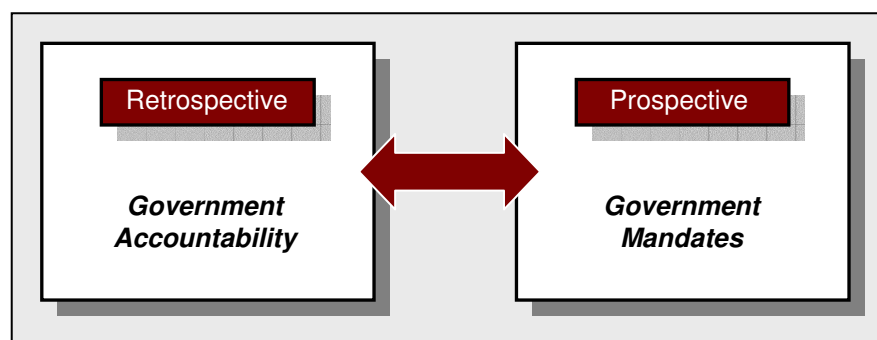 Retrospective
Government
Accountability
Prospective
Government
Mandates